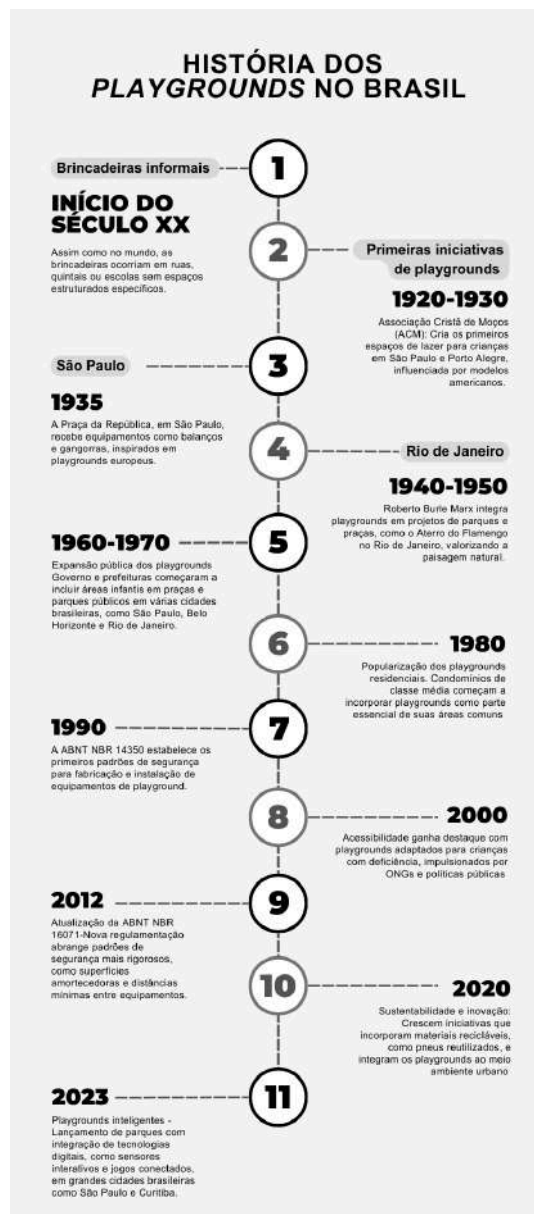 HISTÓRIA DOS
PLAYGROUNDS NO BRASIL
1
Brincadeiras informais
INÍCIO DO
SÉCULO XX
Assim como no mundo, as
brincadeiras ocorriam em ruas,
quintais ou escolas sem espaços
estruturados específicos.
2
Primeiras iniciativas
de playgrounds
1920-1930
Associação Cristã de Moços
(ACM): Cria os primeiros
espaços de lazer para crianças
em São Paulo e Porto Alegre,
influenciada por modelos
americanos.
3
São Paulo
1935
A Praça da República, em São Paulo,
recebe equipamentos como balanços
e gangorras, inspirados em
playgrounds europeus.
4
Rio de Janeiro
1940-1950
Roberto Burle Marx integra
playgrounds em projetos de parques e
praças, como o Aterro do Flamengo
no Rio de Janeiro, valorizando a
paisagem natural.
5
1960-1970
Expansão pública dos playgrounds
Governo e prefeituras começaram a
incluir áreas infantis em praças e
parques públicos em várias cidades
brasileiras, como São Paulo, Belo
Horizonte e Rio de Janeiro.
6
1980
Popularização dos playgrounds
residenciais. Condomínios de
classe média começam a
incorporar playgrounds como parte
essencial de suas áreas comuns
7
1990
A ABNT NBR 14350 estabelece os
primeiros padrões de segurança
para fabricação e instalação de
equipamentos de playground.
8
2000
Acessibilidade ganha destaque com
playgrounds adaptados para crianças
com deficiência, impulsionados por
ONGs e políticas públicas
9
2012
Atualização da ABNT NBR
16071-Nova regulamentação
abrange padrões de
segurança mais rigorosos,
como superfícies
amortecedoras e distâncias
mínimas entre equipamentos.
10
2020
Sustentabilidade e inovação:
Crescem iniciativas que
incorporam materiais recicláveis,
como pneus reutilizados, e
integram os playgrounds ao meio
ambiente urbano
11
2023
Playgrounds inteligentes -
Lançamento de parques com
integração de tecnologias
digitais, como sensores
interativos e jogos conectados,
em grandes cidades brasileiras
como São Paulo e Curitiba.